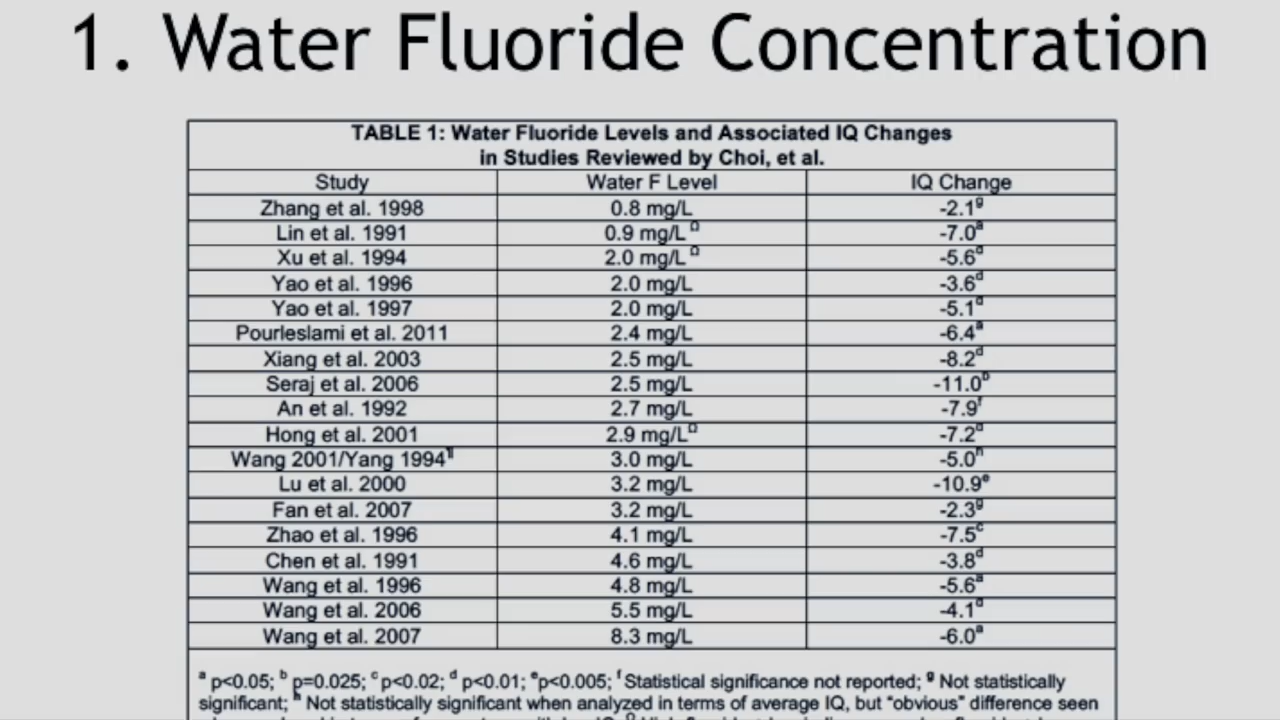 1. Water Fluoride Concentration
TABLE 1: Water Fluoride Levels and Associated IQ Changes
in Studies Reviewed by Choi, et al.
Study Water F Level IQ Change
Zhang et al. 1998 0.8 mg/L -2.1ᵍ
Lin et al. 1991 0.9 mg/L Ω -7.0ᵃ
Xu et al. 1994 2.0 mg/L Ω -5.6ᵈ
Yao et al. 1996 2.0 mg/L -3.6ᵈ
Yao et al. 1997 2.0 mg/L -5.1ᵈ
Pourleslami et al. 2011 2.4 mg/L -6.4ᵃ
Xiang et al. 2003 2.5 mg/L -8.2ᵈ
Seraj et al. 2006 2.5 mg/L -11.0ᵇ
An et al. 1992 2.7 mg/L -7.9ᶠ
Hong et al. 2001 2.9 mg/LΩ -7.2ᵈ
Wang 2001/Yang 1994¶ 3.0 mg/L -5.0ʰ
Lu et al. 2000 3.2 mg/L -10.9ᵉ
Fan et al. 2007 3.2 mg/L -2.3ᵍ
Zhao et al. 1996 4.1 mg/L -7.5ᶜ
Chen et al. 1991 4.6 mg/L -3.8ᵈ
Wang et al. 1996 4.8 mg/L -5.6ᵃ
Wang et al. 2006 5.5 mg/L -4.1ᵈ
Wang et al. 2007 8.3 mg/L -6.0ᵃ
ᵃ p<0.05; ᵇ p=0.025; ᶜ p<0.02; ᵈ p<0.01; ᵉp<0.005; ᶠ Statistical significance not reported; ᵍ Not statistically
significant; ʰ Not statistically significant when analyzed in terms of average IQ, but "obvious" difference seen